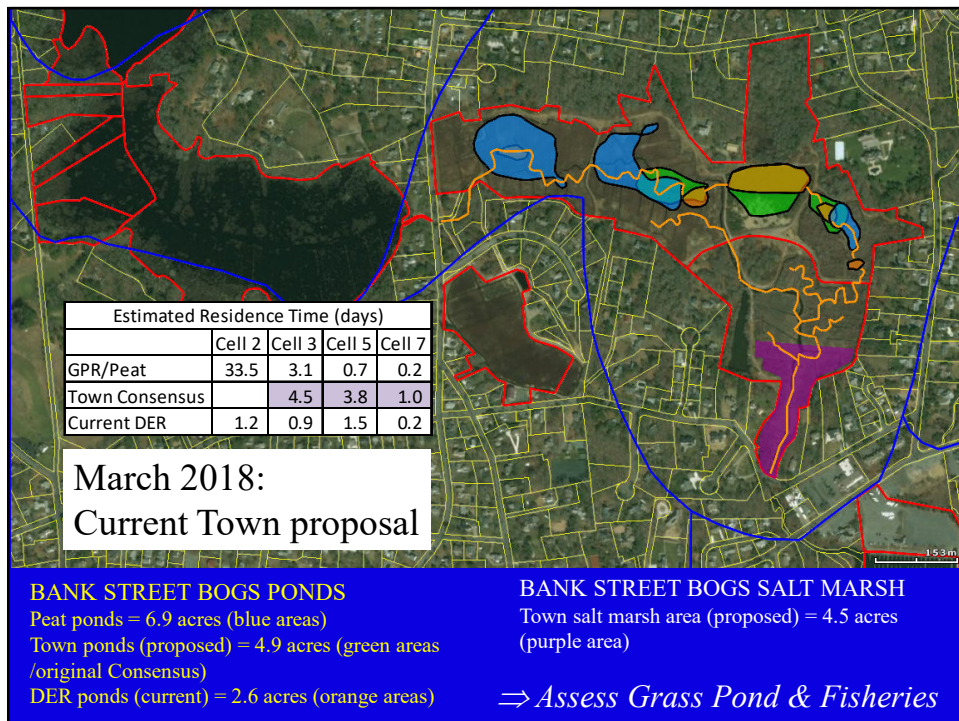 Estimated Residence Time (days)
Cell 2 Cell 3 Cell 5 Cell 7
GPR/Peat 33.5 3.1 0.7 0.2
Town Consensus 4.5 3.8 1.0
Current DER 1.2 0.9 1.5 0.2
March 2018:
Current Town proposal
153m
BANK STREET BOGS PONDS
Peat ponds = 6.9 acres (blue areas)
Town ponds (proposed) = 4.9 acres (green areas
/original Consensus)
DER ponds (current) = 2.6 acres (orange areas)
BANK STREET BOGS SALT MARSH
Town salt marsh area (proposed) = 4.5 acres
(purple area)
⇒ Assess Grass Pond & Fisheries